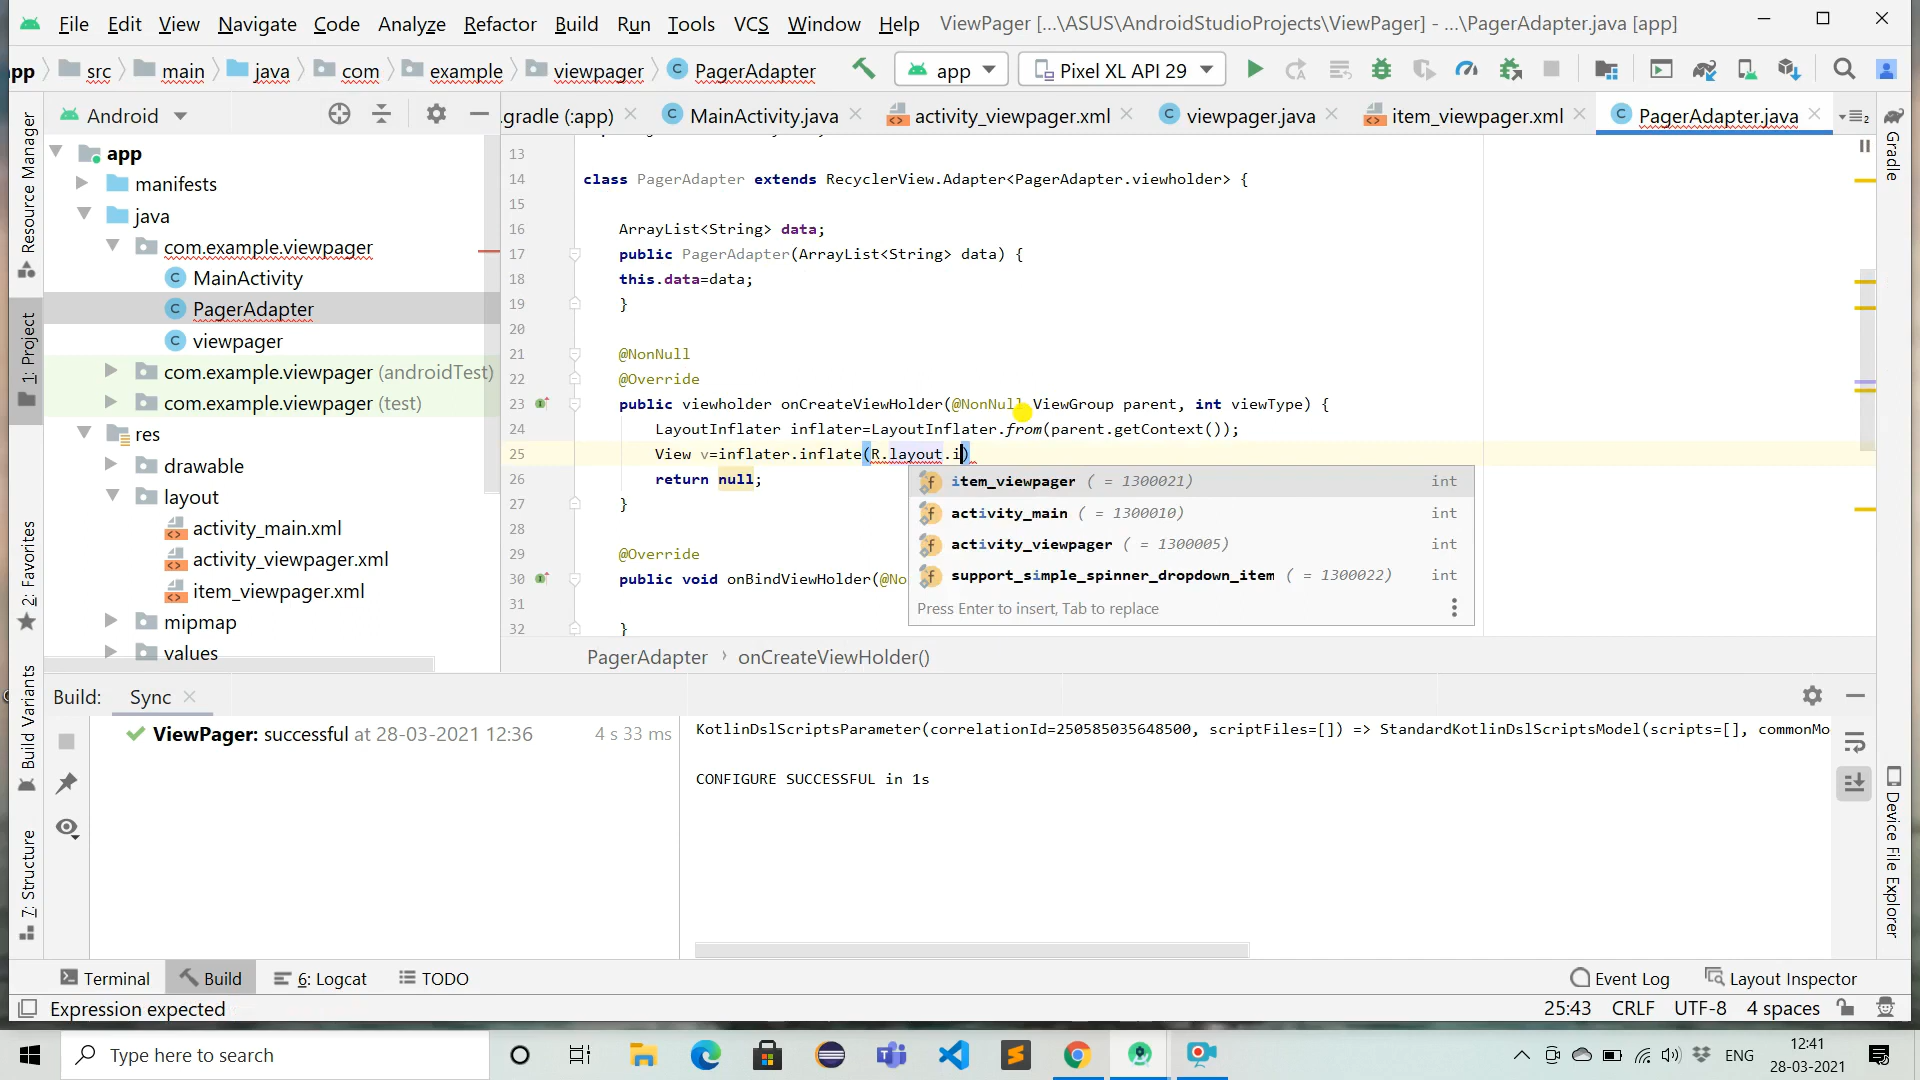 File Edit View Navigate Code Analyze Refactor Build Run Tools VCS Window Help ViewPager [...\ASUS\AndroidStudioProjects\ViewPager] - ...\PagerAdapter.java [app]
app src main java com example viewpager PagerAdapter app Pixel XL API 29
Android
.gradle (:app) MainActivity.java activity_viewpager.xml viewpager.java item_viewpager.xml PagerAdapter.java 2
Resource Manager
1: Project
2: Favorites
Build Variants
7: Structure
app
manifests
java
com.example.viewpager
MainActivity
PagerAdapter
viewpager
com.example.viewpager (androidTest)
com.example.viewpager (test)
res
drawable
layout
activity_main.xml
activity_viewpager.xml
item_viewpager.xml
mipmap
values
13
14 class PagerAdapter extends RecyclerView.Adapter<PagerAdapter.viewholder> {
15
16 ArrayList<String> data;
17 public PagerAdapter(ArrayList<String> data) {
18 this.data=data;
19 }
20
21 @NonNull
22 @Override
23 public viewholder onCreateViewHolder(@NonNull ViewGroup parent, int viewType) {
24 LayoutInflater inflater=LayoutInflater.from(parent.getContext());
25 View v=inflater.inflate(R.layout.i)
26 return null;
27 }
28
29 @Override
30 public void onBindViewHolder(@No
31
32 }
item_viewpager ( = 1300021) int
activity_main ( = 1300010) int
activity_viewpager ( = 1300005) int
support_simple_spinner_dropdown_item ( = 1300022) int
Press Enter to insert, Tab to replace
PagerAdapter › onCreateViewHolder()
Gradle
Device File Explorer
Build: Sync
ViewPager: successful at 28-03-2021 12:36 4 s 33 ms
KotlinDslScriptsParameter(correlationId=250585035648500, scriptFiles=[]) => StandardKotlinDslScriptsModel(scripts=[], commonMo
CONFIGURE SUCCESSFUL in 1s
Terminal Build 6: Logcat TODO Event Log Layout Inspector
Expression expected 25:43 CRLF UTF-8 4 spaces
Type here to search ENG 12:41
28-03-2021